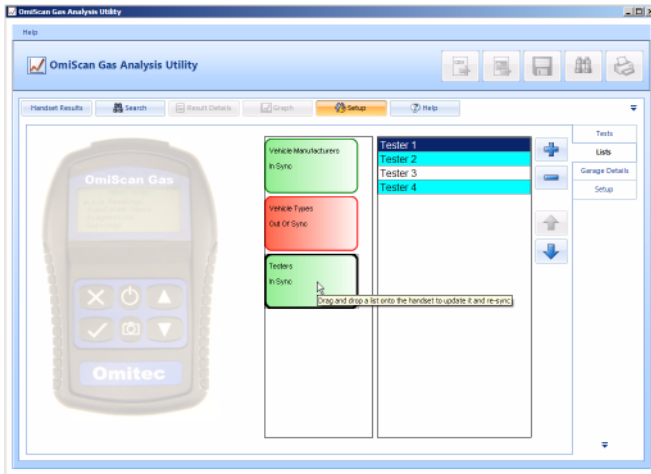 OmiScan Gas Analysis Utility
Help
OmiScan Gas Analysis Utility
Handset Results
Search
Result Details
Graph
Setup
Help
OmiScan Gas
Omitec
Vehicle Manufacturers
In Sync
Vehicle Types
Out Of Sync
Testers
In Sync
Drag and drop a list onto the handset to update it and re-sync
Tester 1
Tester 2
Tester 3
Tester 4
Tests
Lists
Garage Details
Setup